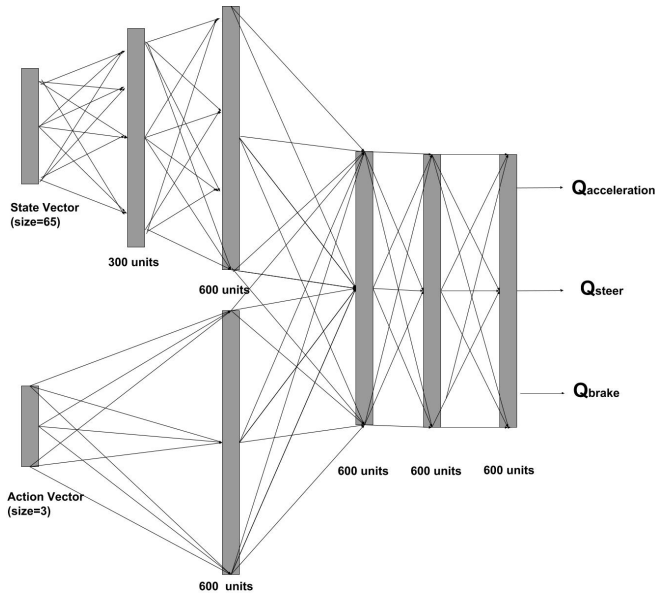 State Vector
(size=65)
300 units
600 units
Action Vector
(size=3)
600 units
600 units
600 units
600 units
Qacceleration
Qsteer
Qbrake